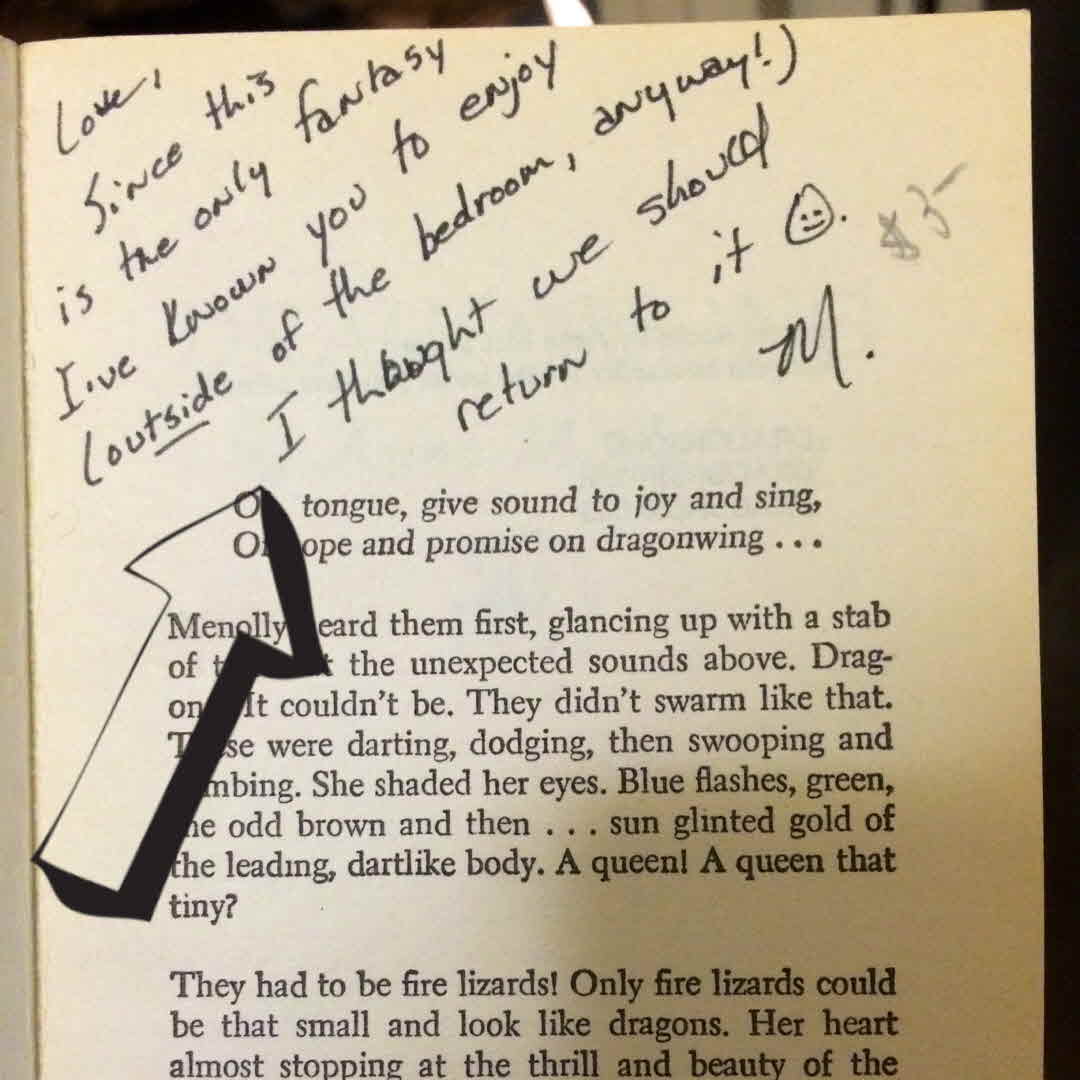 Love,
Since this
is the only fantasy
I've known you to enjoy
(outside of the bedroom, anyway!)
I thought we should
return to it ☺.
M.
$3-
O tongue, give sound to joy and sing,
O ope and promise on dragonwing . . .
Menolly eard them first, glancing up with a stab
of the unexpected sounds above. Drag-
on It couldn't be. They didn't swarm like that.
T se were darting, dodging, then swooping and
mbing. She shaded her eyes. Blue flashes, green,
he odd brown and then . . . sun glinted gold of
the leading, dartlike body. A queen! A queen that
tiny?
They had to be fire lizards! Only fire lizards could
be that small and look like dragons. Her heart
almost stopping at the thrill and beauty of the